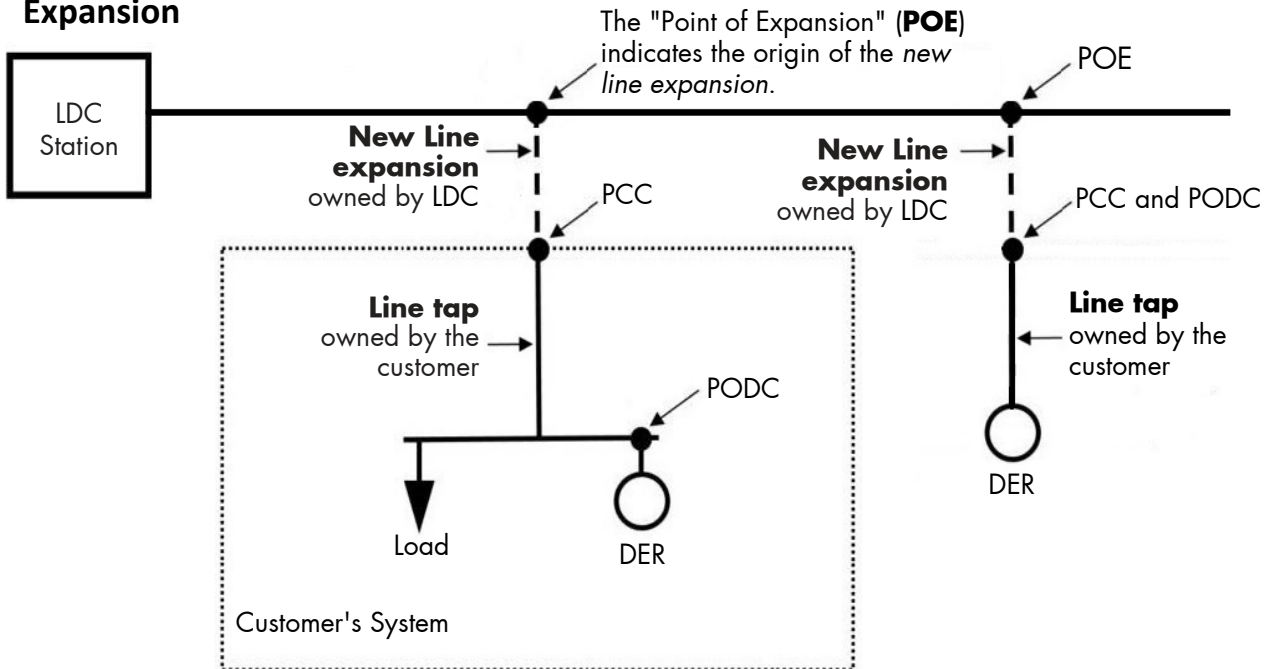 Expansion
The "Point of Expansion" (POE)
indicates the origin of the new
line expansion.
POE
LDC
Station
New Line
expansion
owned by LDC
PCC
New Line
expansion
owned by LDC
PCC and PODC
Line tap
owned by the
customer
Line tap
owned by the
customer
PODC
Load
DER
DER
Customer's System